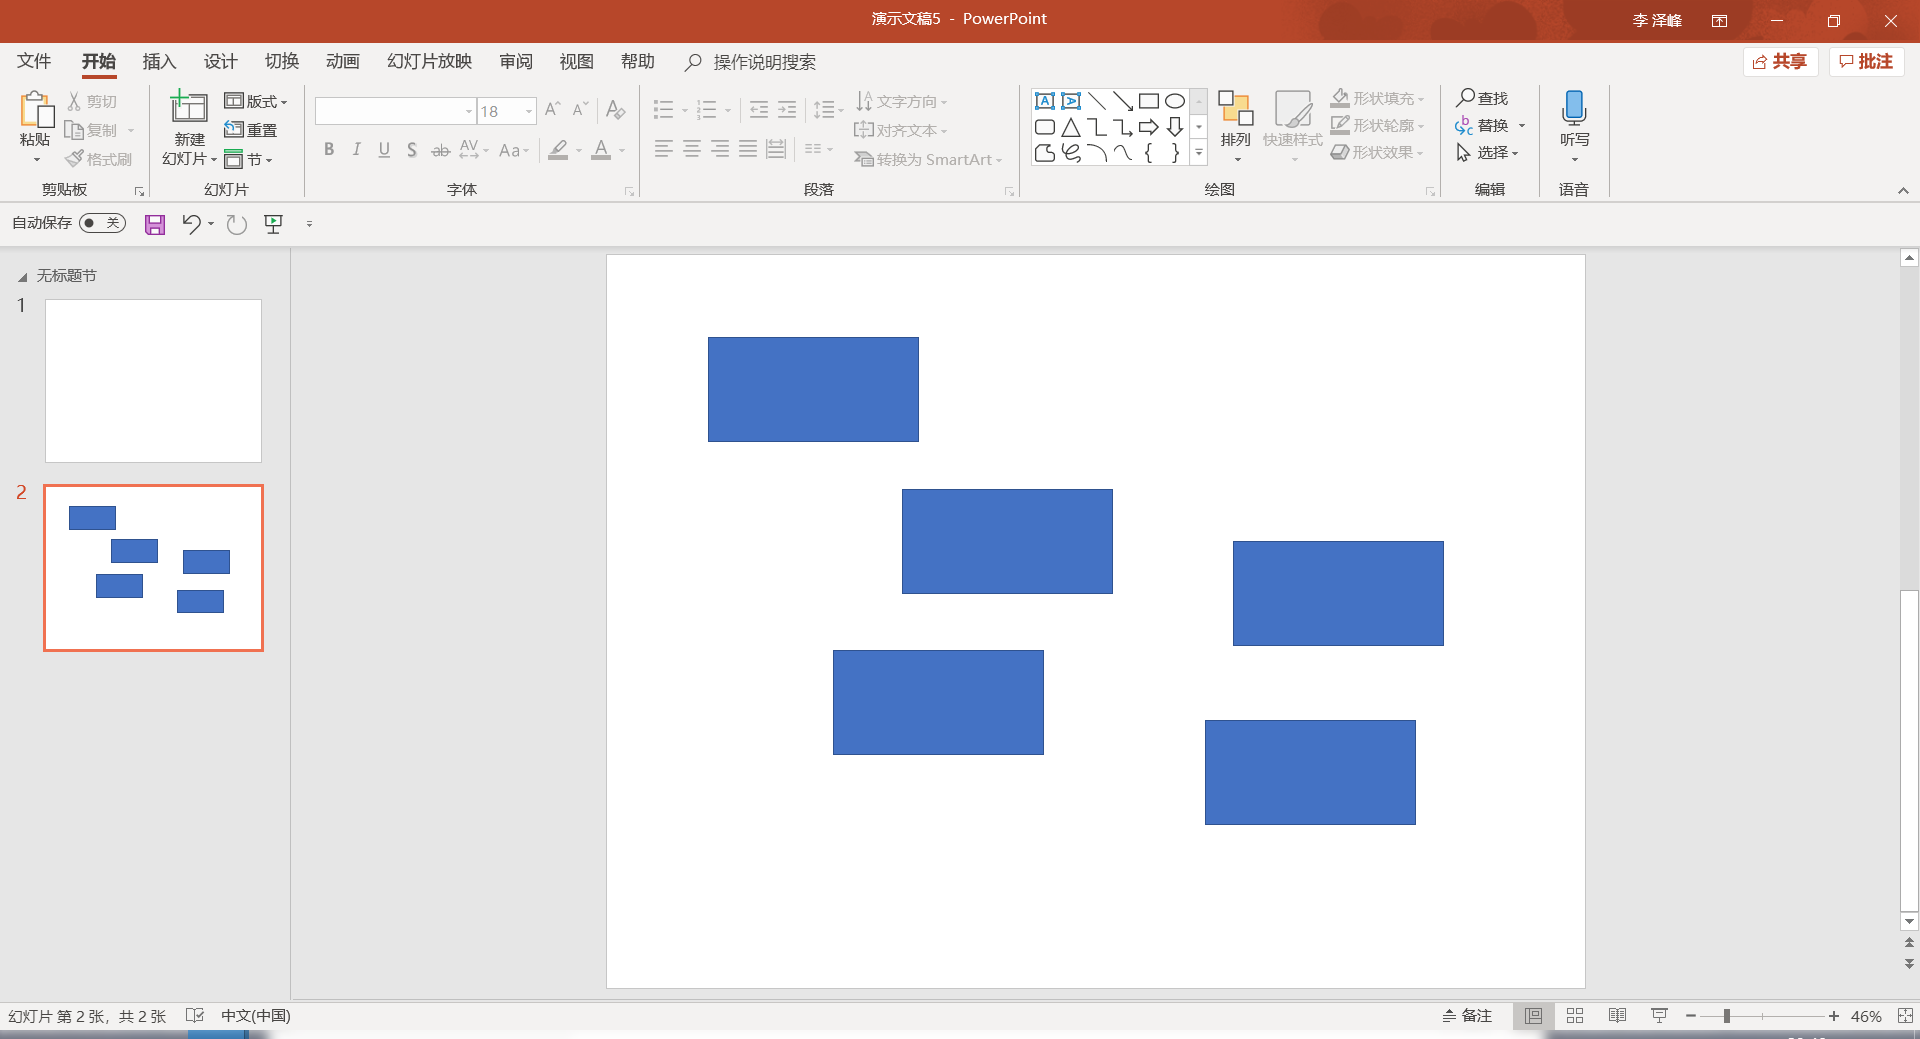 演示文稿5 - PowerPoint
李 泽峰
文件 开始 插入 设计 切换 动画 幻灯片放映 审阅 视图 帮助 操作说明搜索
共享 批注
粘贴
剪切
复制
格式刷
剪贴板
新建
幻灯片
版式
重置
节
幻灯片
18
B I U S ab AV Aa A
字体
文字方向
对齐文本
转换为 SmartArt
段落
排列
快速样式
形状填充
形状轮廓
形状效果
绘图
查找
替换
选择
编辑
听写
语音
自动保存 关
无标题节
1
2
幻灯片 第 2 张，共 2 张 中文(中国)
备注
46%